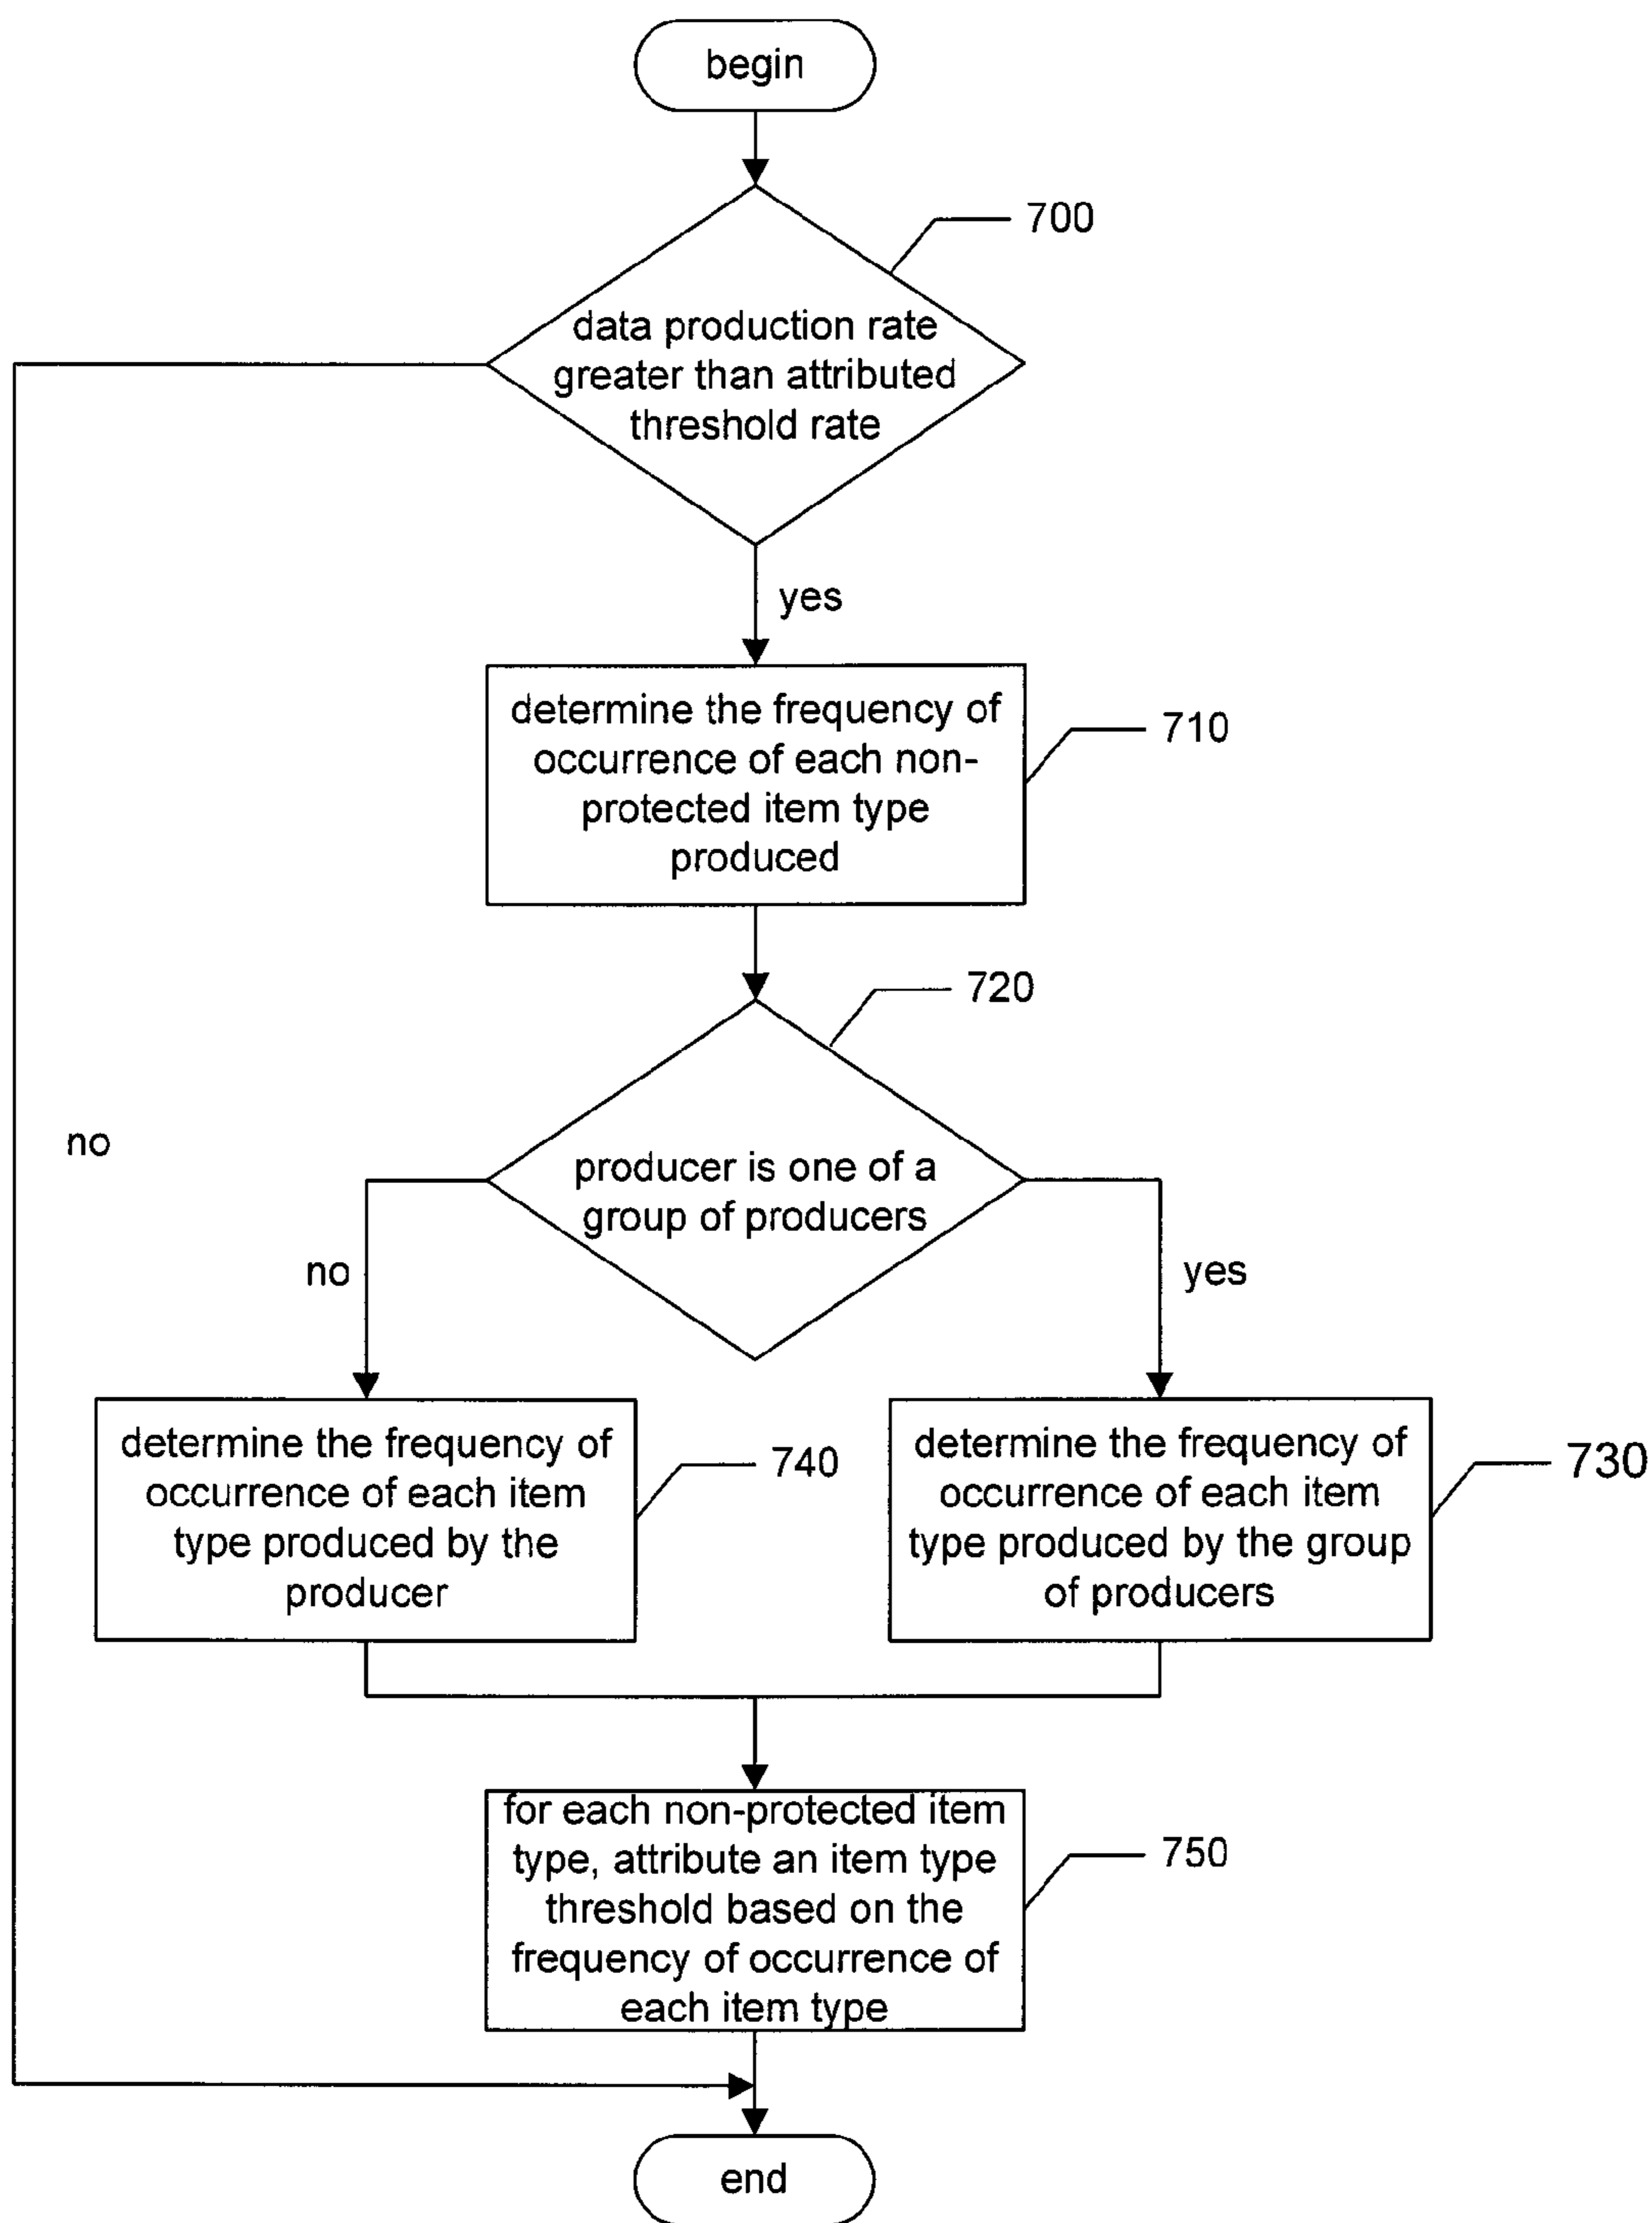 begin
700
data production rate
greater than attributed
threshold rate
yes
determine the frequency of
occurrence of each non-
protected item type
produced
710
720
no
producer is one of a
group of producers
no
yes
determine the frequency of
occurrence of each item
type produced by the
producer
740
determine the frequency of
occurrence of each item
type produced by the group
of producers
730
for each non-protected item
type, attribute an item type
threshold based on the
frequency of occurrence of
each item type
750
end